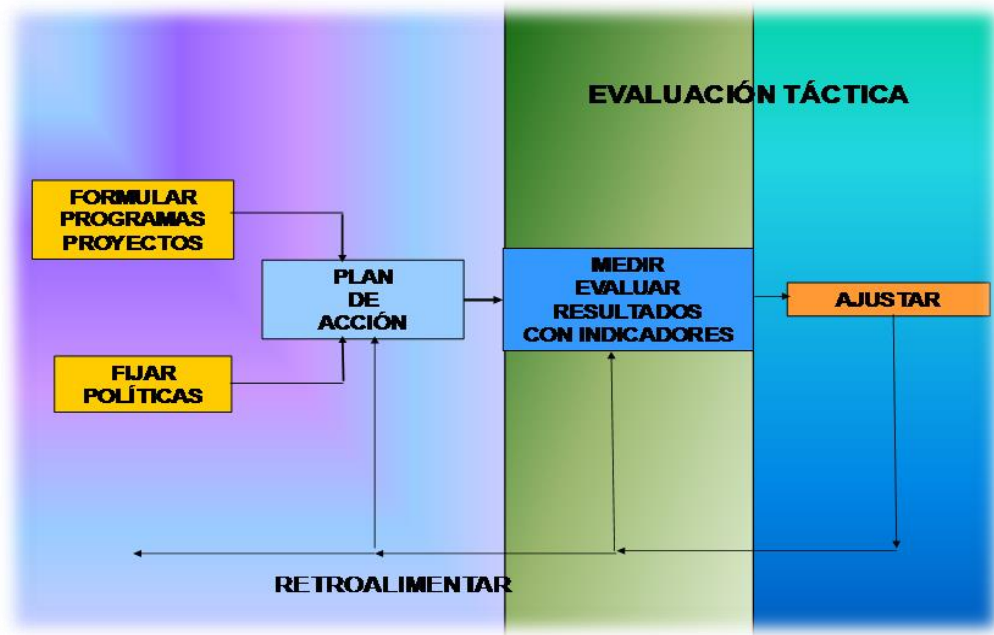 EVALUACIÓN TÁCTICA
FORMULAR
PROGRAMAS
PROYECTOS
PLAN
DE
ACCIÓN
MEDIR
EVALUAR
RESULTADOS
CON INDICADORES
AJUSTAR
FIJAR
POLÍTICAS
RETROALIMENTAR